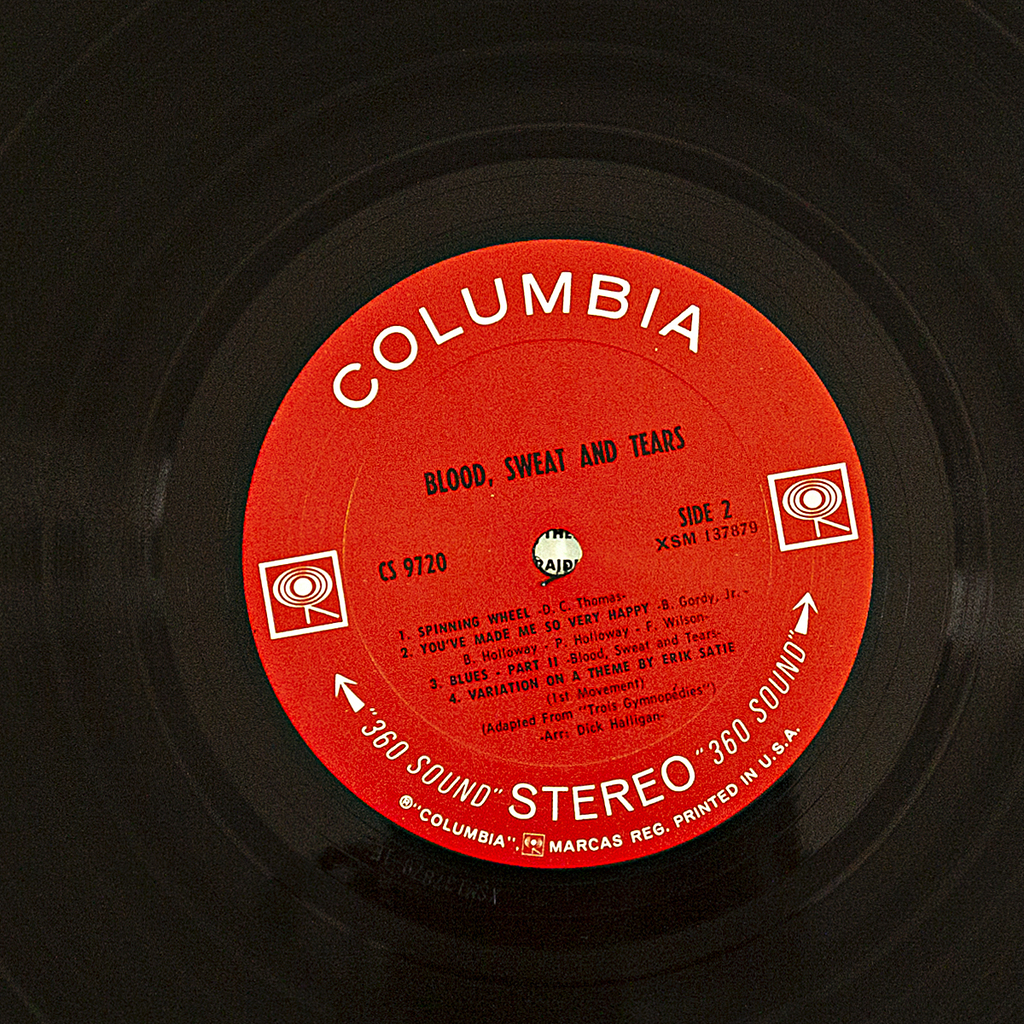 COLUMBIA
BLOOD, SWEAT AND TEARS
SIDE 2
CS 9720
XSM 137879
THE
RAID
1. SPINNING WHEEL -D. C. Thomas-
2. YOU'VE MADE ME SO VERY HAPPY -B. Gordy, Jr. -
B. Holloway - P. Holloway - F. Wilson-
3. BLUES - PART II -Blood, Sweat and Tears-
4. VARIATION ON A THEME BY ERIK SATIE
(1st Movement)
(Adapted From "Trois Gymnopédies")
-Arr: Dick Halligan-
"360 SOUND" STEREO "360 SOUND"
® "COLUMBIA", MARCAS REG. PRINTED IN U.S.A.